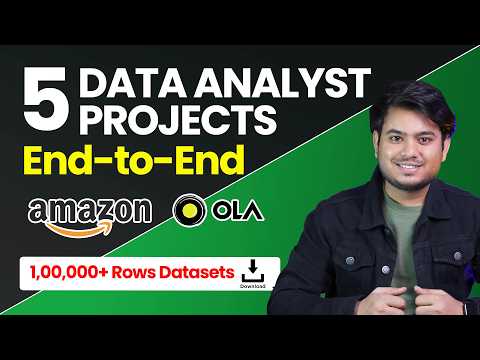 5 DATA ANALYST
PROJECTS
End-to-End
amazon OLA
1,00,000+ Rows Datasets
Download